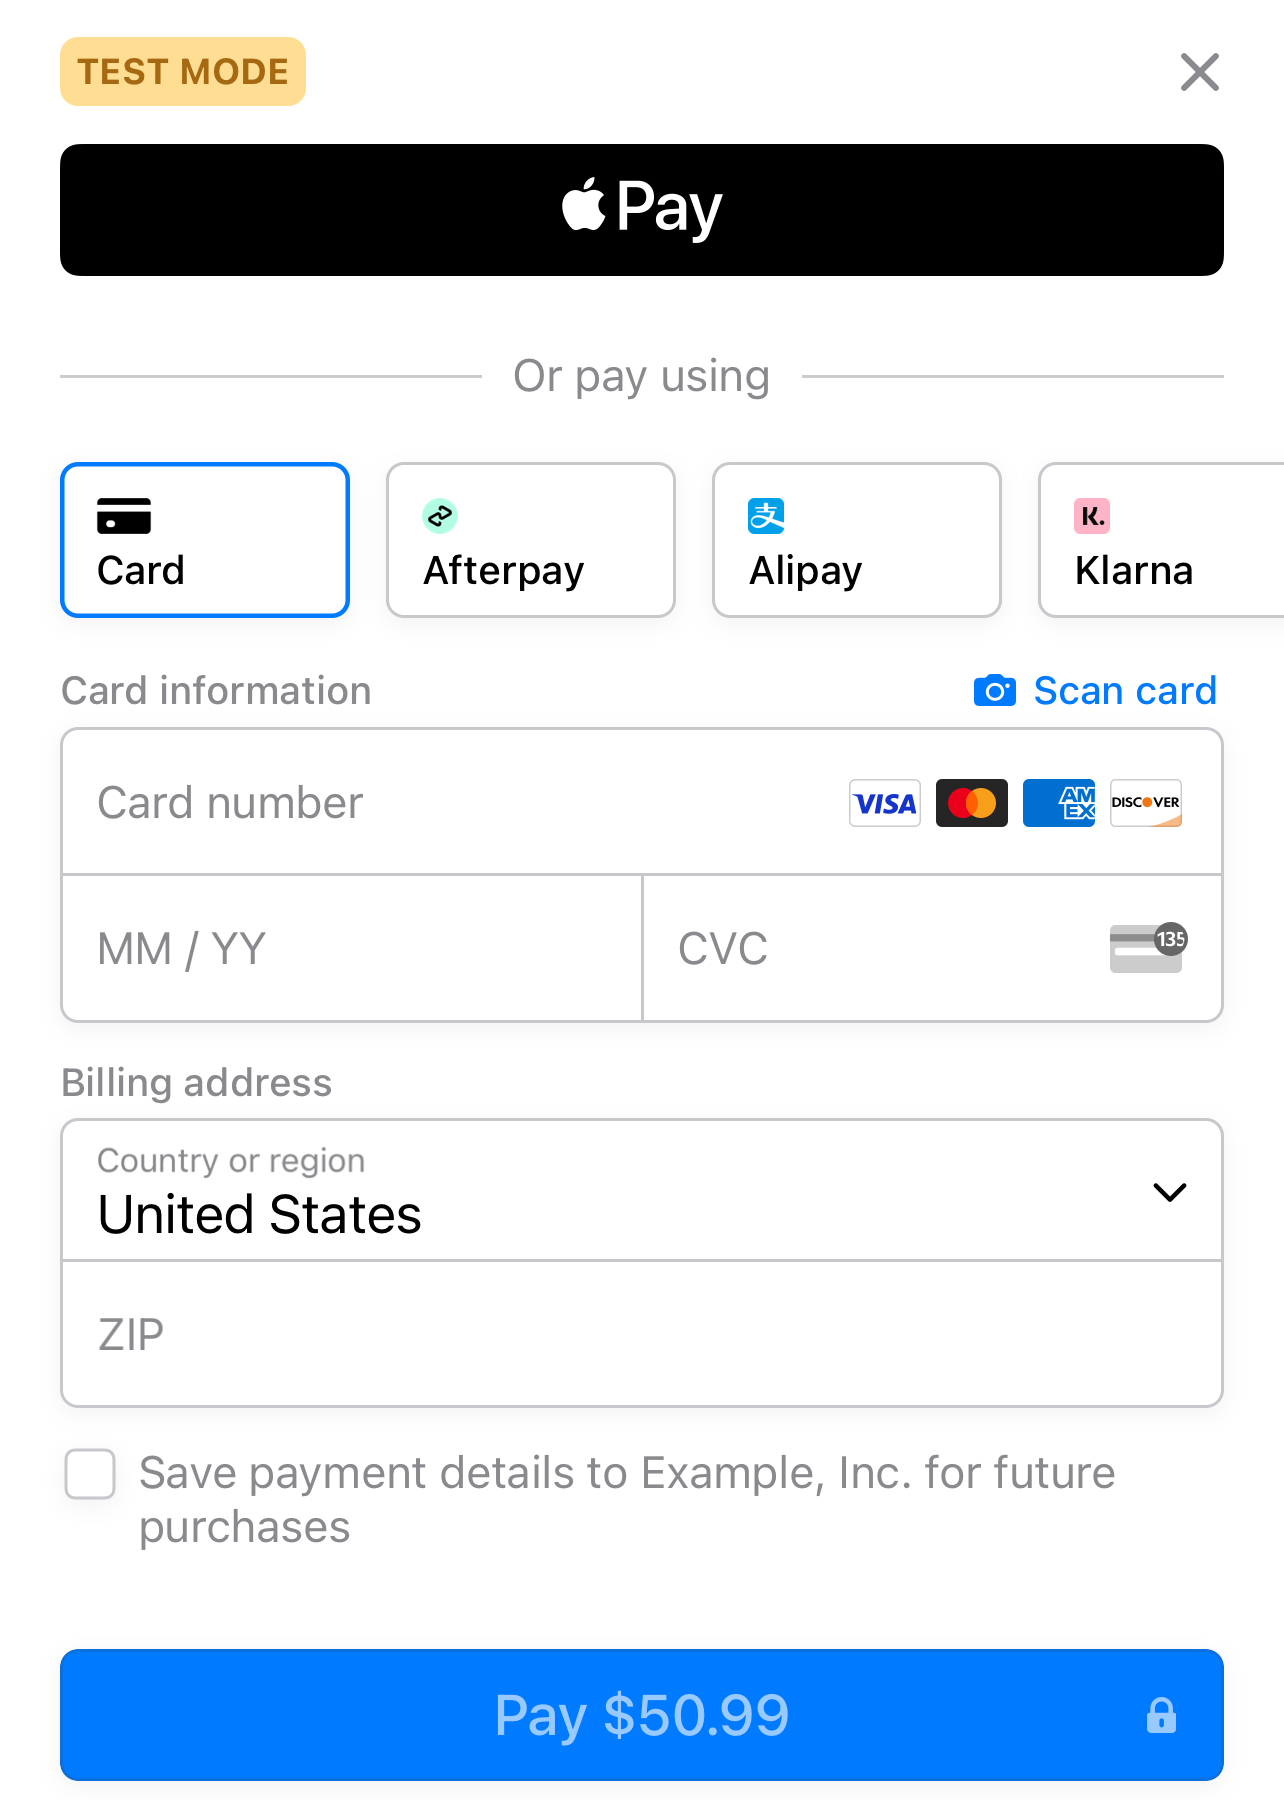 TEST MODE
Pay
Or pay using
Card
Afterpay
支
Alipay
K.
Klarna
Card information
Scan card
Card number
VISA
AM
EX
DISCOVER
MM / YY
CVC
135
Billing address
Country or region
United States
ZIP
Save payment details to Example, Inc. for future
purchases
Pay $50.99